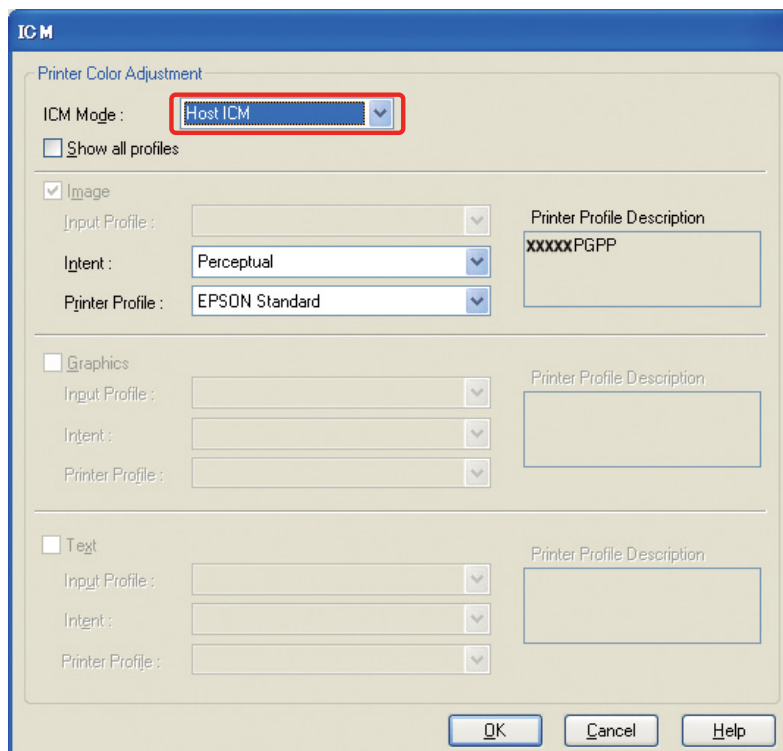 ICM
Printer Color Adjustment
ICM Mode :
Host ICM
Show all profiles
Image
Input Profile :
Intent :
Perceptual
Printer Profile :
EPSON Standard
Printer Profile Description
XXXXXPGPP
Graphics
Input Profile :
Intent :
Printer Profile :
Printer Profile Description
Text
Input Profile :
Intent :
Printer Profile :
Printer Profile Description
OK
Cancel
Help